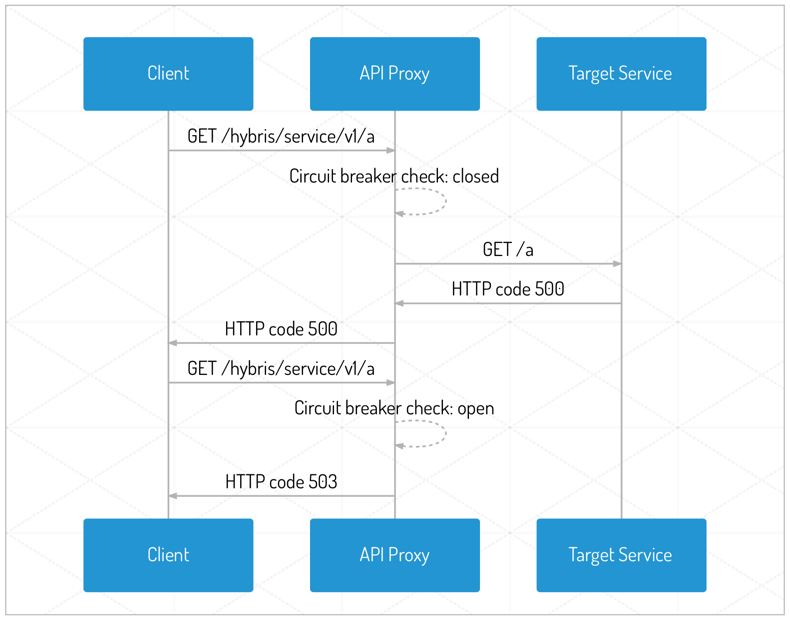 Client
API Proxy
Target Service
GET /hybris/service/v1/a
Circuit breaker check: closed
GET /a
HTTP code 500
HTTP code 500
GET /hybris/service/v1/a
Circuit breaker check: open
HTTP code 503
Client
API Proxy
Target Service